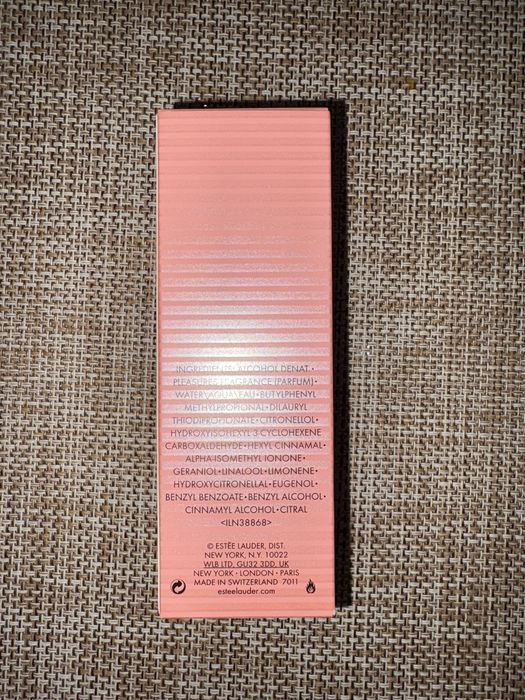 INGREDIENTS: ALCOHOL DENAT.•
PLEASURES FRAGRANCE (PARFUM)•
WATER\AQUA\EAU•BUTYLPHENYL
METHYLPROPIONAL•DILAURYL
THIODIPROPIONATE•CITRONELLOL•
HYDROXYISOHEXYL 3-CYCLOHEXENE
CARBOXALDEHYDE•HEXYL CINNAMAL•
ALPHA-ISOMETHYL IONONE•
GERANIOL•LINALOOL•LIMONENE•
HYDROXYCITRONELLAL•EUGENOL•
BENZYL BENZOATE•BENZYL ALCOHOL•
CINNAMYL ALCOHOL•CITRAL
<ILN38868>
© ESTÉE LAUDER, DIST.
NEW YORK, N.Y. 10022
WLB LTD, GU32 3DD, UK
NEW YORK • LONDON • PARIS
MADE IN SWITZERLAND 7011
esteelauder.com